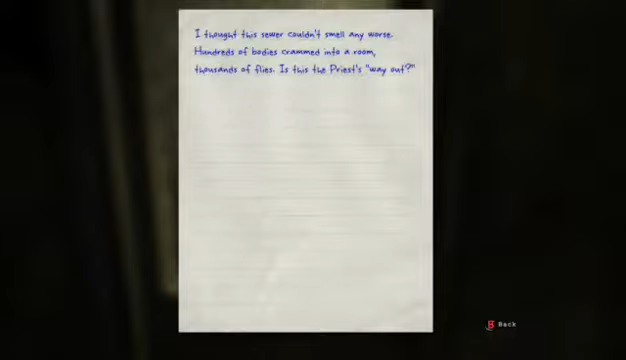 I thought this sewer couldn't smell any worse.
Hundreds of bodies crammed into a room,
thousands of flies. Is this the Priest's "way out?"
B Back